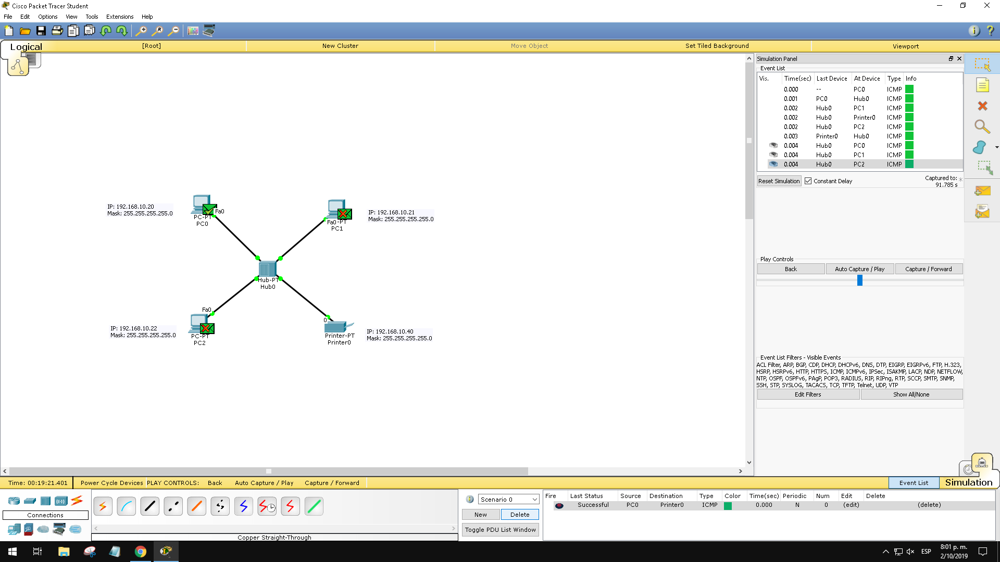 Cisco Packet Tracer Student
File Edit Options View Tools Extensions Help
Logical [Root] New Cluster Move Object Set Tiled Background Viewport
Simulation Panel
Event List
Vis. Time(sec) Last Device At Device Type Info
0.000 -- PC0 ICMP
0.001 PC0 Hub0 ICMP
0.002 Hub0 PC1 ICMP
0.002 Hub0 Printer0 ICMP
0.002 Hub0 PC2 ICMP
0.003 Printer0 Hub0 ICMP
0.004 Hub0 PC0 ICMP
0.004 Hub0 PC1 ICMP
0.004 Hub0 PC2 ICMP
Reset Simulation Constant Delay Captured to:
91.785 s
IP: 192.168.10.20
Mask: 255.255.255.255.0
Fa0
PC-PT
PC0
Fa0-PT
PC1
IP: 192.168.10.21
Mask: 255.255.255.255.0
Hub-PT
Hub0
Fa0
PC-PT
PC2
IP: 192.168.10.22
Mask: 255.255.255.255.0
0
Printer-PT
Printer0
IP: 192.168.10.40
Mask: 255.255.255.255.0
Play Controls
Back Auto Capture / Play Capture / Forward
Event List Filters - Visible Events
ACL Filter, ARP, BGP, CDP, DHCP, DHCPv6, DNS, DTP, EIGRP, EIGRPv6, FTP, H.323,
HSRP, HSRPv6, HTTP, HTTPS, ICMP, ICMPv6, IPSec, ISAKMP, LACP, NDP, NETFLOW,
NTP, OSPF, OSPFv6, PAgP, POP3, RADIUS, RIP, RIPng, RTP, SCCP, SMTP, SNMP,
SSH, STP, SYSLOG, TACACS, TCP, TFTP, Telnet, UDP, VTP
Edit Filters Show All/None
Time: 00:19:21.401 Power Cycle Devices PLAY CONTROLS: Back Auto Capture / Play Capture / Forward Event List Simulation
Connections
Copper Straight-Through
Scenario 0
New Delete
Toggle PDU List Window
Fire Last Status Source Destination Type Color Time(sec) Periodic Num Edit Delete
Successful PC0 Printer0 ICMP 0.000 N 0 (edit) (delete)
ESP
8:01 p. m.
2/10/2019